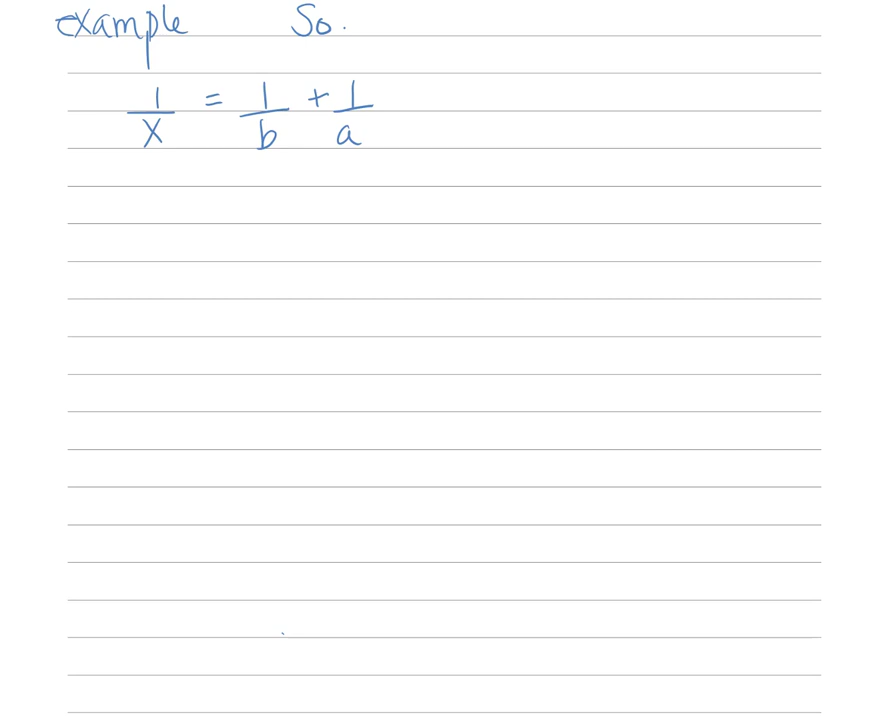 example So.
1/x = 1/b + 1/a